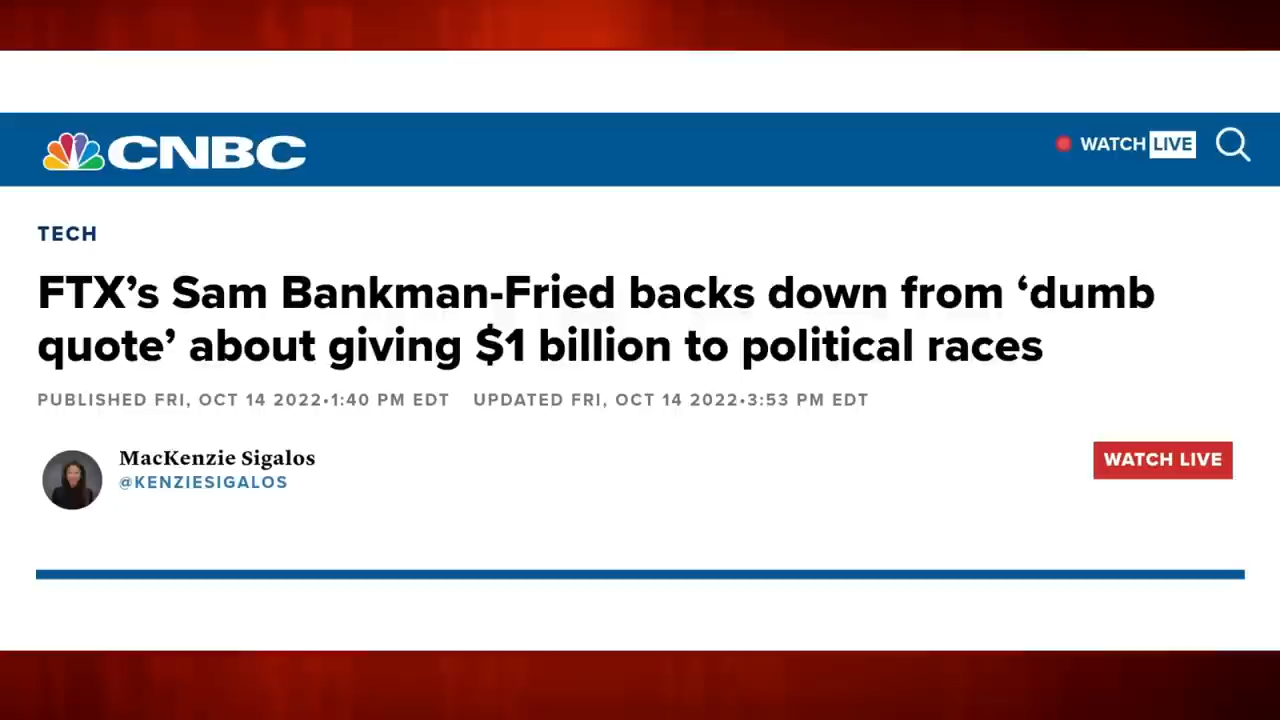 CNBC
WATCH LIVE
TECH
FTX’s Sam Bankman-Fried backs down from ‘dumb
quote’ about giving $1 billion to political races
PUBLISHED FRI, OCT 14 2022•1:40 PM EDT UPDATED FRI, OCT 14 2022•3:53 PM EDT
MacKenzie Sigalos
@KENZIESIGALOS
WATCH LIVE